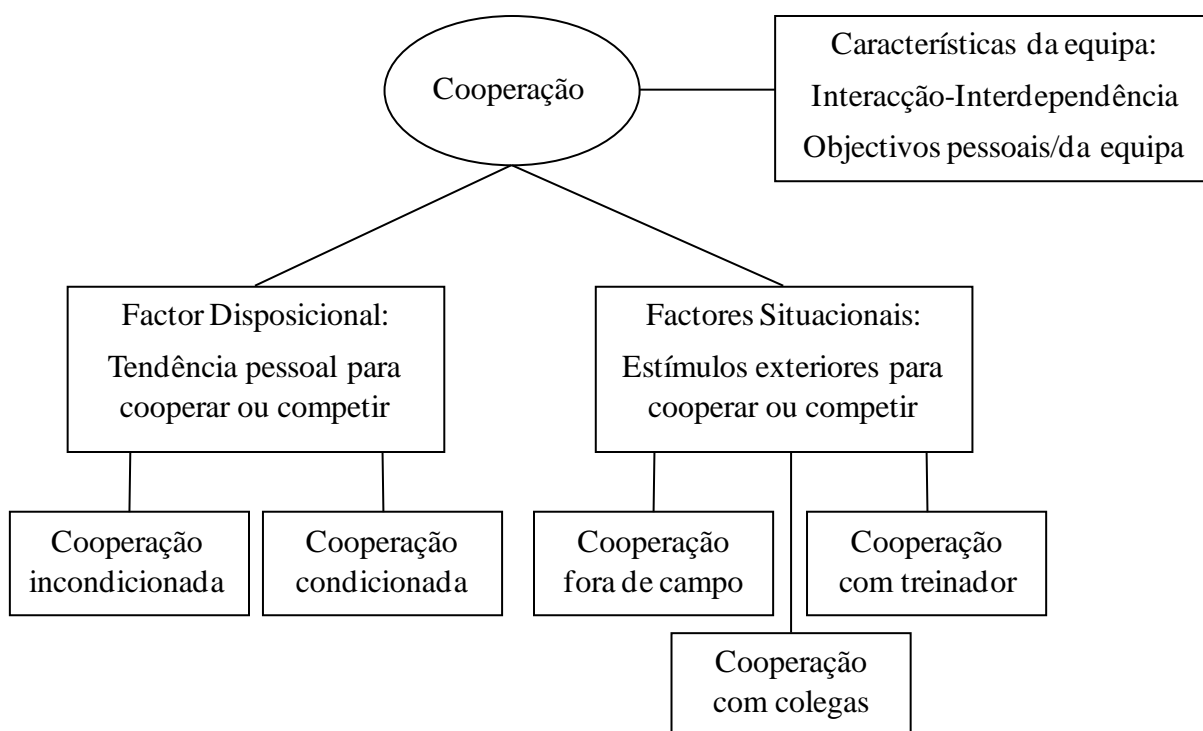 Cooperação
Características da equipa:
Interacção-Interdependência
Objectivos pessoais/da equipa
Factor Disposicional:
Tendência pessoal para
cooperar ou competir
Factores Situacionais:
Estímulos exteriores para
cooperar ou competir
Cooperação
incondicionada
Cooperação
condicionada
Cooperação
fora de campo
Cooperação
com treinador
Cooperação
com colegas